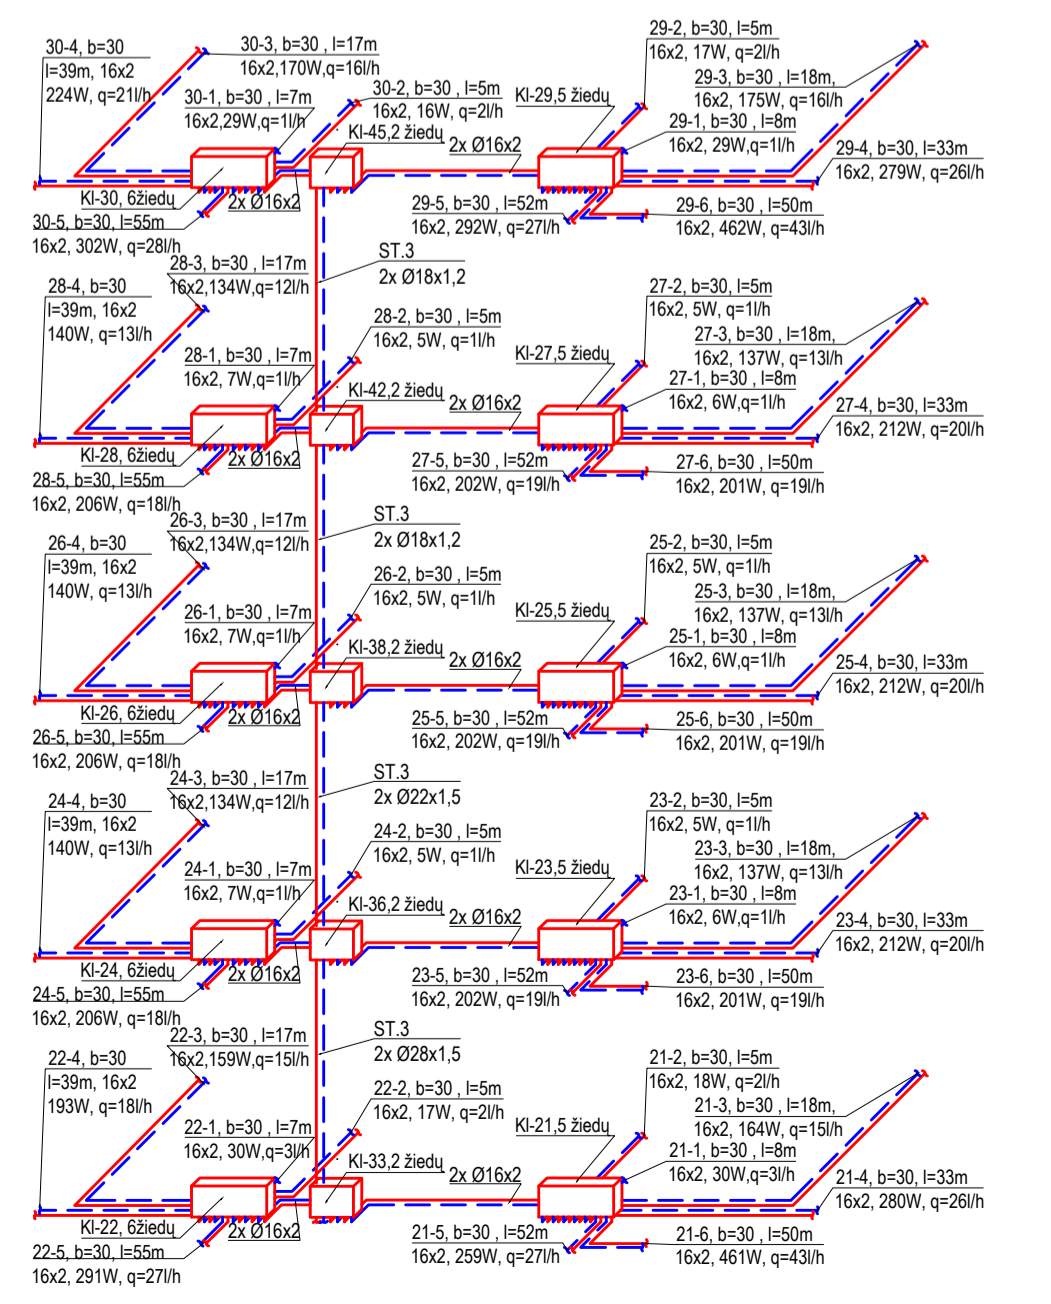 30-4, b=30
l=39m, 16x2
224W, q=21l/h
30-3, b=30 , l=17m
16x2,170W,q=16l/h
30-1, b=30 , l=7m
16x2,29W,q=1l/h
30-2, b=30 , l=5m
16x2, 16W, q=2l/h
Kl-45,2 žiedų
2x Ø16x2
Kl-30, 6žiedų
2x Ø16x2
30-5, b=30, l=55m
16x2, 302W, q=28l/h
29-2, b=30, l=5m
16x2, 17W, q=2l/h
29-3, b=30 , l=18m,
16x2, 175W, q=16l/h
Kl-29,5 žiedų
29-1, b=30 , l=8m
16x2, 29W,q=1l/h
29-4, b=30, l=33m
16x2, 279W, q=26l/h
29-5, b=30 , l=52m
16x2, 292W, q=27l/h
29-6, b=30 , l=50m
16x2, 462W, q=43l/h
ST.3
2x Ø18x1,2
28-3, b=30 , l=17m
16x2,134W,q=12l/h
28-4, b=30
l=39m, 16x2
140W, q=13l/h
28-2, b=30 , l=5m
16x2, 5W, q=1l/h
28-1, b=30 , l=7m
16x2, 7W,q=1l/h
Kl-42,2 žiedų
2x Ø16x2
Kl-28, 6žiedų
2x Ø16x2
28-5, b=30, l=55m
16x2, 206W, q=18l/h
27-2, b=30, l=5m
16x2, 5W, q=1l/h
27-3, b=30 , l=18m,
16x2, 137W, q=13l/h
Kl-27,5 žiedų
27-1, b=30 , l=8m
16x2, 6W,q=1l/h
27-4, b=30, l=33m
16x2, 212W, q=20l/h
27-5, b=30 , l=52m
16x2, 202W, q=19l/h
27-6, b=30 , l=50m
16x2, 201W, q=19l/h
ST.3
2x Ø18x1,2
26-3, b=30 , l=17m
16x2,134W,q=12l/h
26-4, b=30
l=39m, 16x2
140W, q=13l/h
26-2, b=30 , l=5m
16x2, 5W, q=1l/h
26-1, b=30 , l=7m
16x2, 7W,q=1l/h
Kl-38,2 žiedų
2x Ø16x2
Kl-26, 6žiedų
2x Ø16x2
26-5, b=30, l=55m
16x2, 206W, q=18l/h
25-2, b=30, l=5m
16x2, 5W, q=1l/h
25-3, b=30 , l=18m,
16x2, 137W, q=13l/h
Kl-25,5 žiedų
25-1, b=30 , l=8m
16x2, 6W,q=1l/h
25-4, b=30, l=33m
16x2, 212W, q=20l/h
25-5, b=30 , l=52m
16x2, 202W, q=19l/h
25-6, b=30 , l=50m
16x2, 201W, q=19l/h
ST.3
2x Ø22x1,5
24-3, b=30 , l=17m
16x2,134W,q=12l/h
24-4, b=30
l=39m, 16x2
140W, q=13l/h
24-2, b=30 , l=5m
16x2, 5W, q=1l/h
24-1, b=30 , l=7m
16x2, 7W,q=1l/h
Kl-36,2 žiedų
2x Ø16x2
Kl-24, 6žiedų
2x Ø16x2
24-5, b=30, l=55m
16x2, 206W, q=18l/h
23-2, b=30, l=5m
16x2, 5W, q=1l/h
23-3, b=30 , l=18m,
16x2, 137W, q=13l/h
Kl-23,5 žiedų
23-1, b=30 , l=8m
16x2, 6W,q=1l/h
23-4, b=30, l=33m
16x2, 212W, q=20l/h
23-5, b=30 , l=52m
16x2, 202W, q=19l/h
23-6, b=30 , l=50m
16x2, 201W, q=19l/h
ST.3
2x Ø28x1,5
22-3, b=30 , l=17m
16x2,159W,q=15l/h
22-4, b=30
l=39m, 16x2
193W, q=18l/h
22-2, b=30 , l=5m
16x2, 17W, q=2l/h
22-1, b=30 , l=7m
16x2, 30W,q=3l/h
Kl-33,2 žiedų
2x Ø16x2
Kl-22, 6žiedų
2x Ø16x2
22-5, b=30, l=55m
16x2, 291W, q=27l/h
21-2, b=30, l=5m
16x2, 18W, q=2l/h
21-3, b=30 , l=18m,
16x2, 164W, q=15l/h
Kl-21,5 žiedų
21-1, b=30 , l=8m
16x2, 30W,q=3l/h
21-4, b=30, l=33m
16x2, 280W, q=26l/h
21-5, b=30 , l=52m
16x2, 259W, q=27l/h
21-6, b=30 , l=50m
16x2, 461W, q=43l/h